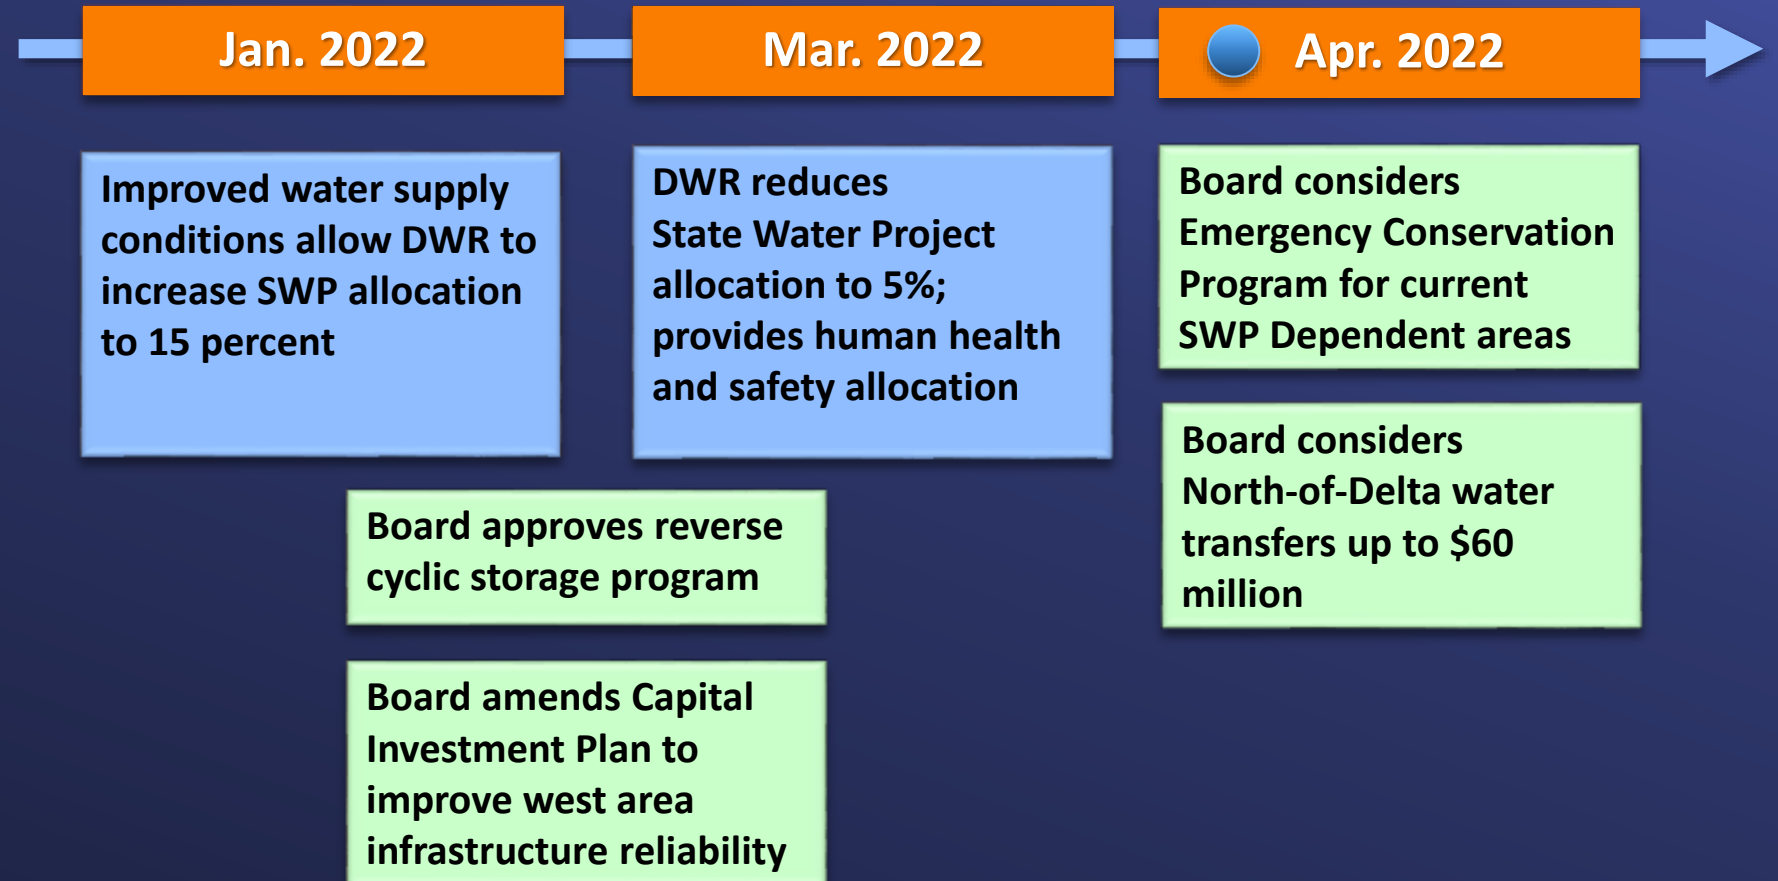 Jan. 2022
Mar. 2022
Apr. 2022
Improved water supply
conditions allow DWR to
increase SWP allocation
to 15 percent
DWR reduces
State Water Project
allocation to 5%;
provides human health
and safety allocation
Board considers
Emergency Conservation
Program for current
SWP Dependent areas
Board considers
North-of-Delta water
transfers up to $60
million
Board approves reverse
cyclic storage program
Board amends Capital
Investment Plan to
improve west area
infrastructure reliability